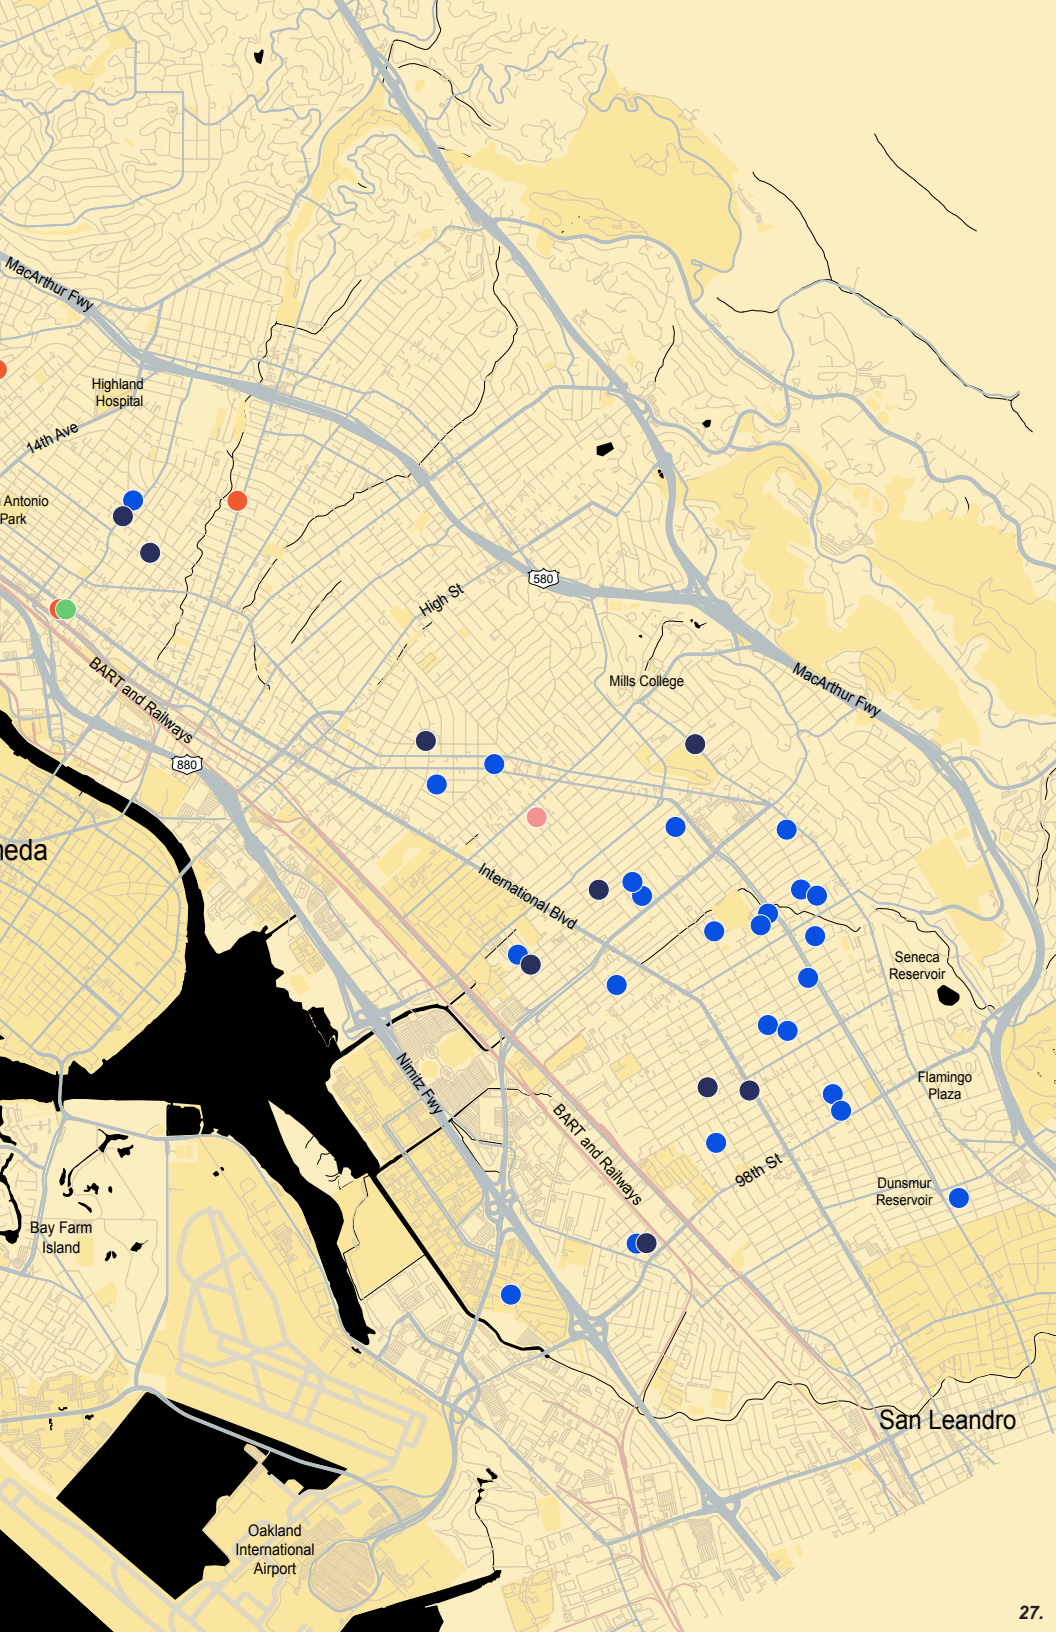 MacArthur Fwy
Highland
Hospital
14th Ave
Antonio
Park
580
High St
BART and Railways
Mills College
MacArthur Fwy
880
neda
International Blvd
Seneca
Reservoir
Nimitz Fwy
Flamingo
Plaza
BART and Railways
98th St
Dunsmur
Reservoir
Bay Farm
Island
San Leandro
Oakland
International
Airport
27.